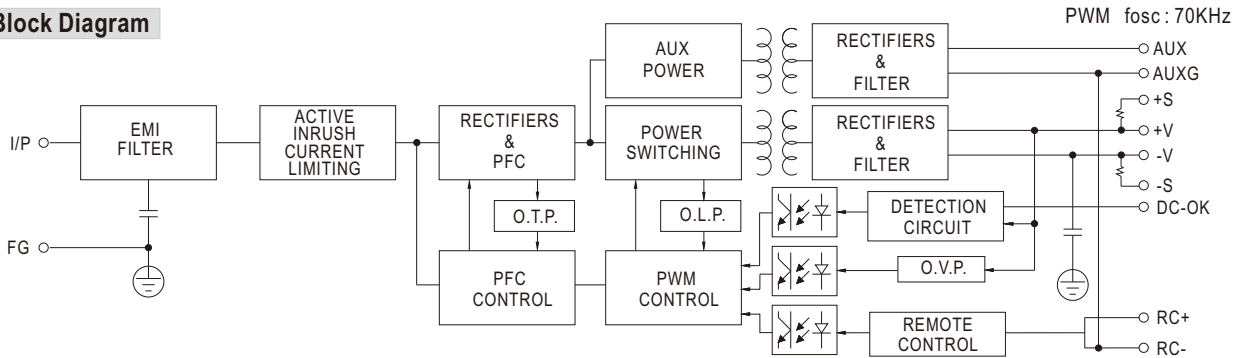 Block Diagram
PWM fosc : 70KHz
I/P
FG
EMI
FILTER
ACTIVE
INRUSH
CURRENT
LIMITING
RECTIFIERS
&
PFC
O.T.P.
PFC
CONTROL
AUX
POWER
POWER
SWITCHING
O.L.P.
PWM
CONTROL
RECTIFIERS
&
FILTER
RECTIFIERS
&
FILTER
DETECTION
CIRCUIT
O.V.P.
REMOTE
CONTROL
AUX
AUXG
+S
+V
-V
-S
DC-OK
RC+
RC-